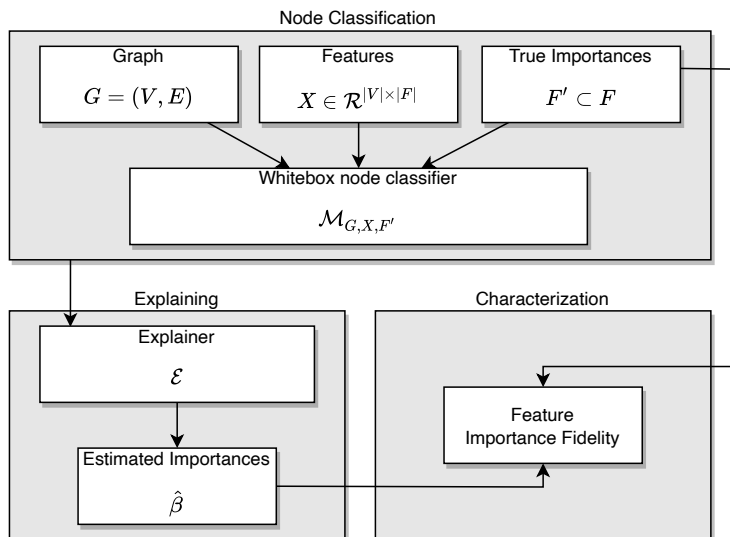 Node Classification
Graph
G = (V, E)
Features
X ∈ ℛ^{|V|×|F|}
True Importances
F′ ⊂ F
Whitebox node classifier
ℳ_{G,X,F′}
Explaining
Explainer
ℰ
Estimated Importances
β̂
Characterization
Feature
Importance Fidelity